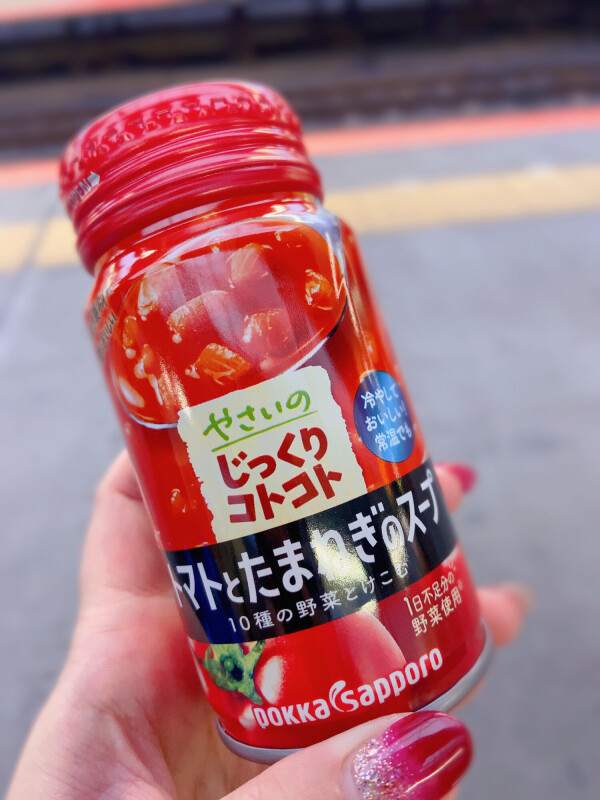 やさいの
じっくり
コトコト
冷やして
おいしい!
常温でも
トマトとたまねぎのスープ
10種の野菜とけこむ
1日不足分の
野菜使用
pokka sapporo